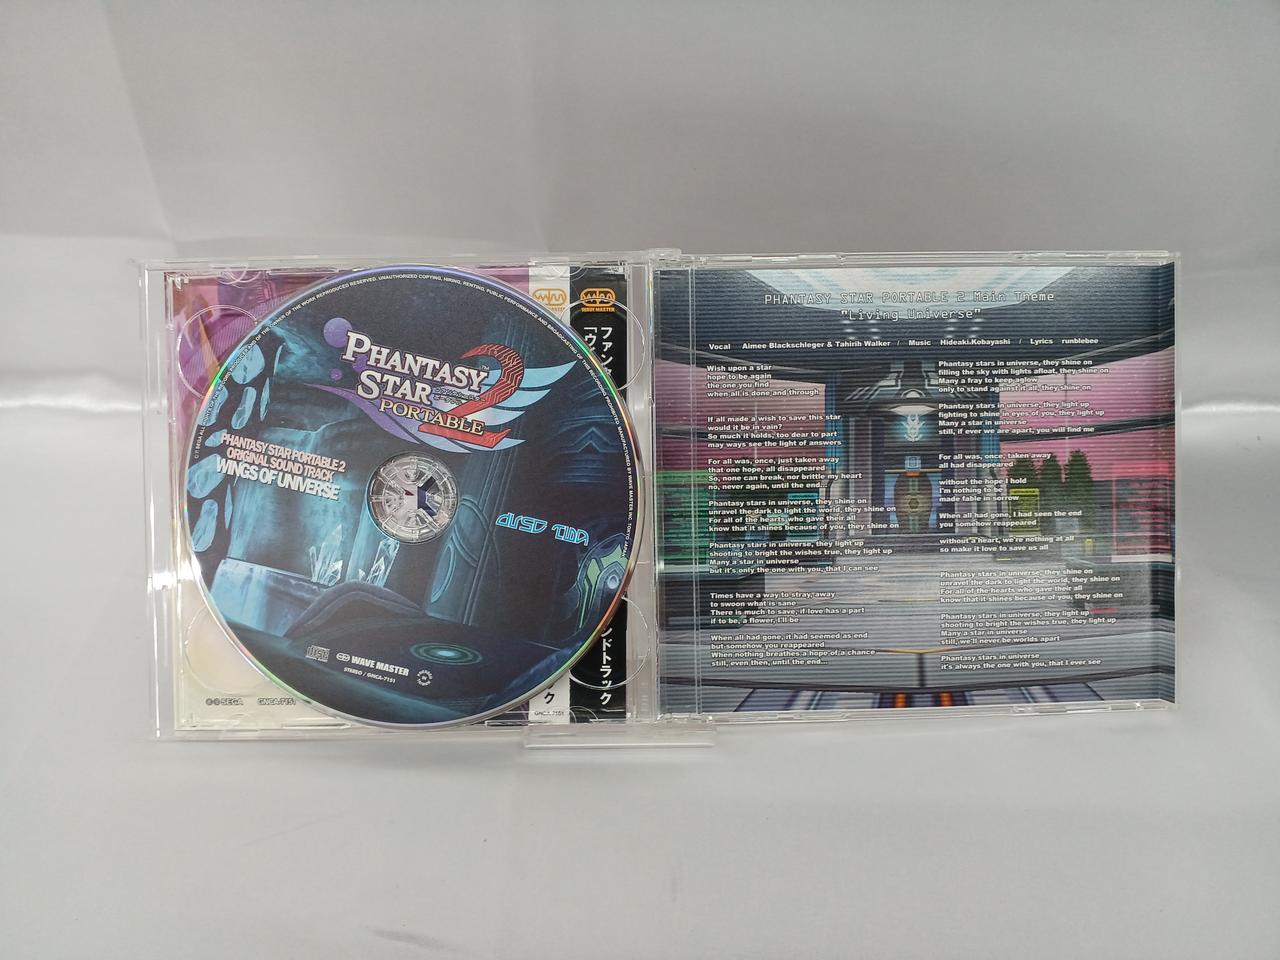 PHANTASY
STAR
PORTABLE
2
TM
PHANTASY STAR PORTABLE 2
ORIGINAL SOUND TRACK
WINGS OF UNIVERSE
WAVE MASTER
STEREO / GNCA-7151
SEGA GNCA-7151
WAVE MASTER
ファンタ
「ウ
ンドトラック
ク
GNCA-7151
PHANTASY STAR PORTABLE 2 Main Theme
"Living Universe"
Vocal Aimee Blackschleger & Tahirih Walker / Music Hideaki Kobayashi / Lyrics runblebee
Wish upon a star
hope to be again
the one you find
when all is done and through
If all made a wish to save this star
would it be in vain?
So much it holds, too dear to part
may ways see the light of answers
For all was, once, just taken away
that one hope, all disappeared
So, none can break, nor brittle my heart
no, never again, until the end...
Phantasy stars in universe, they shine on
unravel the dark to light the world, they shine on
For all of the hearts who gave their all
know that it shines because of you, they shine on
Phantasy stars in universe, they light up
shooting to bright the wishes true, they light up
Many a star in universe
but it's only the one with you, that I can see
Times have a way to stray, away
to swoon what is sane
There is much to save, if love has a part
if to be, a flower, I'll be
When all had gone, it had seemed as end
but somehow you reappeared
When nothing breathes a hope of a chance
still, even then, until the end...
Phantasy stars in universe, they shine on
filling the sky with lights afloat, they shine on
Many a fray to keep aglow
only to stand against it all, they shine on
Phantasy stars in universe, they light up
fighting to shine in eyes of you, they light up
Many a star in universe
still, if ever we are apart, you will find me
For all was, once, taken away
all had disappeared
without the hope I hold
I'm nothing to be
made fable in sorrow
When all had gone, I had seen the end
you somehow reappeared
without a heart, we're nothing at all
so make it love to save us all
Phantasy stars in universe, they shine on
unravel the dark to light the world, they shine on
For all of the hearts who gave their all
know that it shines because of you, they shine on
Phantasy stars in universe, they light up
shooting to bright the wishes true, they light up
Many a star in universe
still, we'll never be worlds apart
Phantasy stars in universe
it's always the one with you, that I ever see